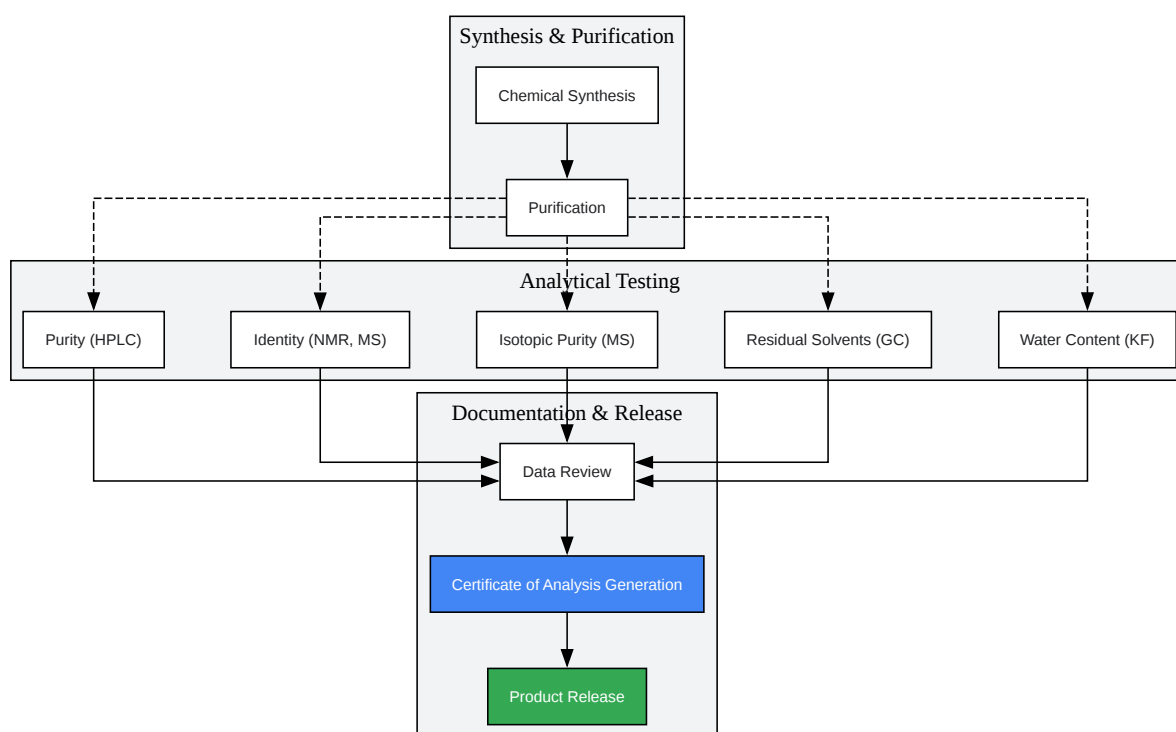 Synthesis & Purification
Chemical Synthesis
Purification
Analytical Testing
Purity (HPLC)
Identity (NMR, MS)
Isotopic Purity (MS)
Residual Solvents (GC)
Water Content (KF)
Documentation & Release
Data Review
Certificate of Analysis Generation
Product Release